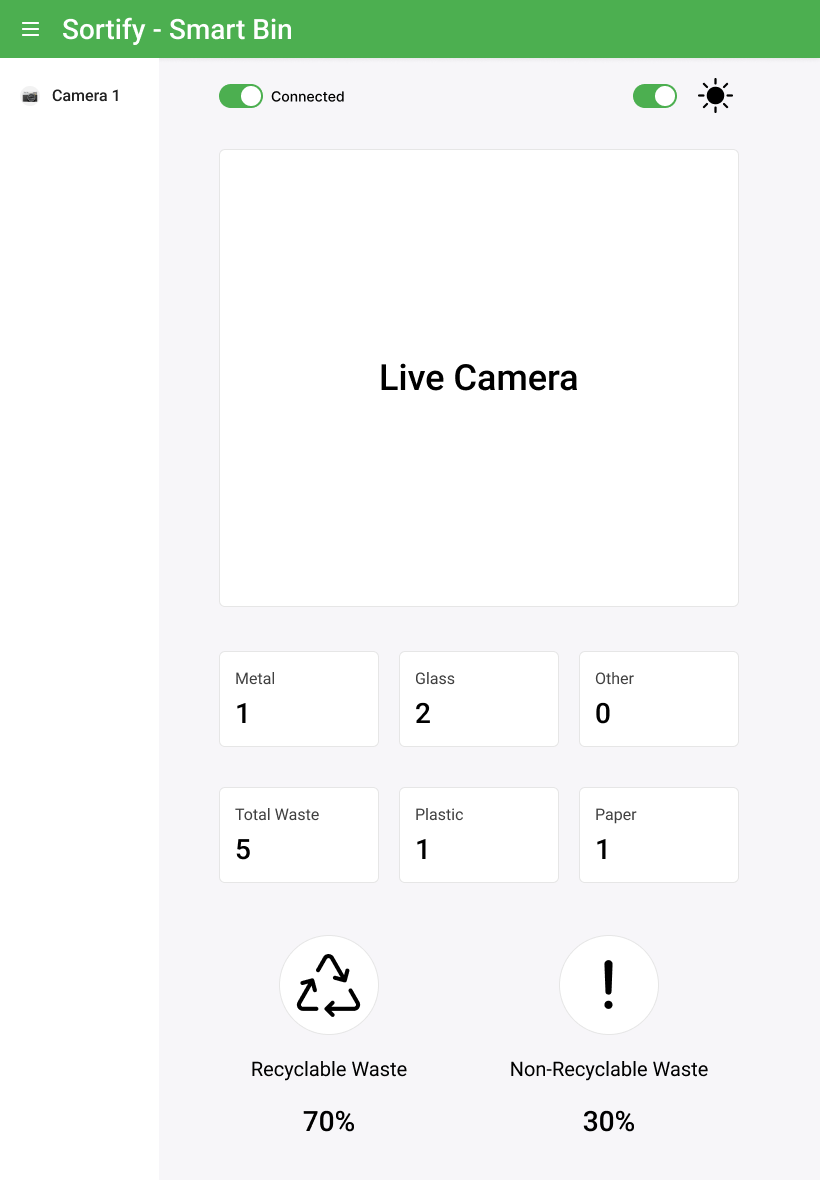 Sortify - Smart Bin
Camera 1
Connected
Live Camera
Metal
1
Glass
2
Other
0
Total Waste
5
Plastic
1
Paper
1
Recyclable Waste
70%
Non-Recyclable Waste
30%